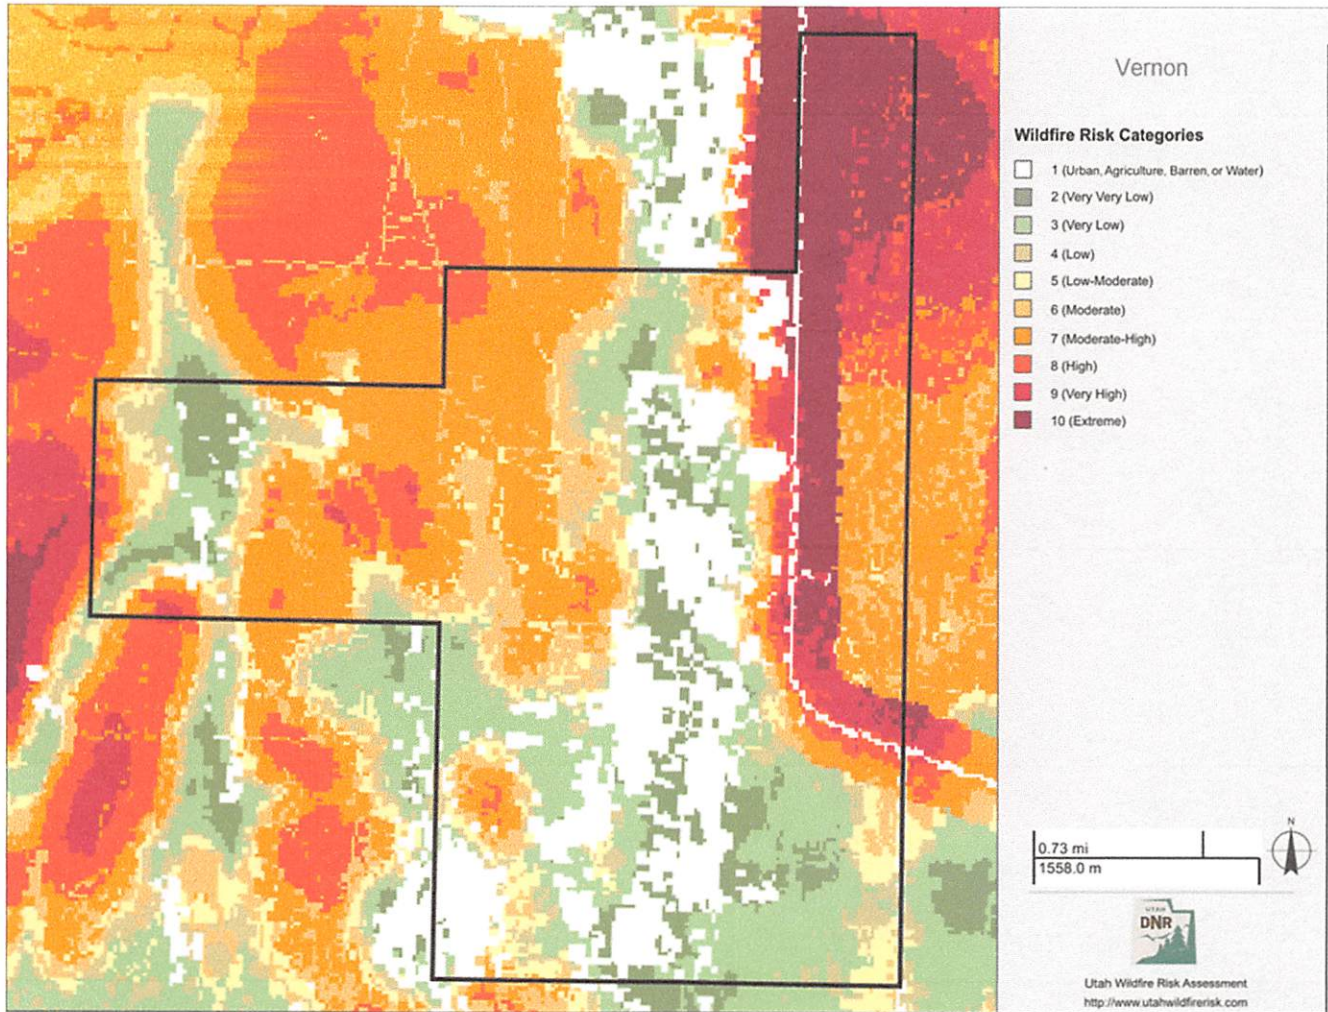 Vernon
Wildfire Risk Categories
1 (Urban, Agriculture, Barren, or Water)
2 (Very Very Low)
3 (Very Low)
4 (Low)
5 (Low-Moderate)
6 (Moderate)
7 (Moderate-High)
8 (High)
9 (Very High)
10 (Extreme)
N
0.73 mi
1558.0 m
UTAH
DNR
Utah Wildfire Risk Assessment
http://www.utahwildfirerisk.com